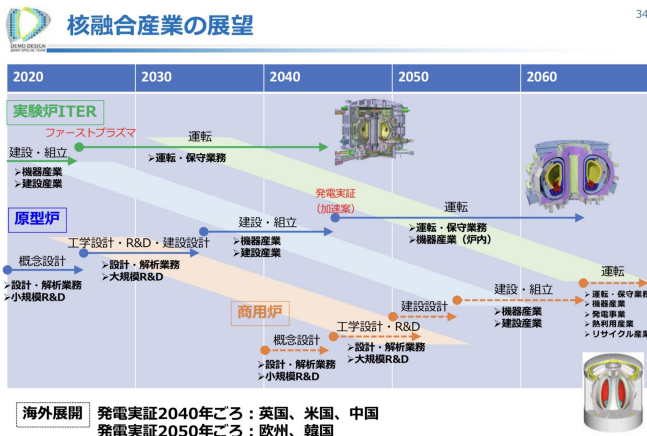 核融合産業の展望
34
DEMO DESIGN
JOINT SPECIAL TEAM
2020 2030 2040 2050 2060
実験炉ITER
ファーストプラズマ
建設・組立
➢機器産業
➢建設産業
運転
➢運転・保守業務
原型炉
概念設計
➢設計・解析業務
➢小規模R&D
工学設計・R&D・建設設計
➢設計・解析業務
➢大規模R&D
建設・組立
➢機器産業
➢建設産業
発電実証
(加速案)
運転
➢運転・保守業務
➢機器産業(炉内)
商用炉
概念設計
➢設計・解析業務
➢小規模R&D
工学設計・R&D
➢設計・解析業務
➢大規模R&D
建設設計
建設・組立
➢機器産業
➢建設産業
運転
➢運転・保守業務
➢機器産業
➢発電事業
➢熱利用産業
➢リサイクル産業
海外展開
発電実証2040年ごろ:英国、米国、中国
発電実証2050年ごろ:欧州、韓国